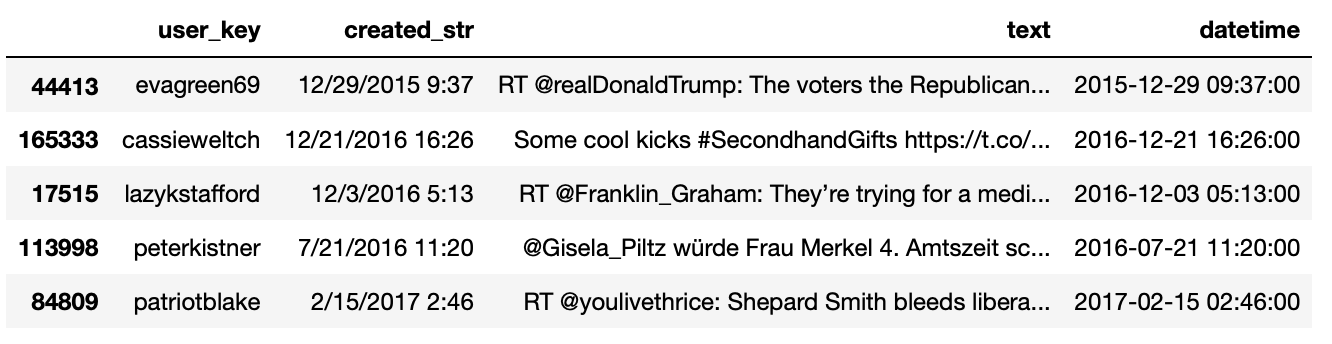 user_key created_str text datetime
44413 evagreen69 12/29/2015 9:37 RT @realDonaldTrump: The voters the Republican... 2015-12-29 09:37:00
165333 cassieweltch 12/21/2016 16:26 Some cool kicks #SecondhandGifts https://t.co/... 2016-12-21 16:26:00
17515 lazykstafford 12/3/2016 5:13 RT @Franklin_Graham: They’re trying for a medi... 2016-12-03 05:13:00
113998 peterkistner 7/21/2016 11:20 @Gisela_Piltz würde Frau Merkel 4. Amtszeit sc... 2016-07-21 11:20:00
84809 patriotblake 2/15/2017 2:46 RT @youlivethrice: Shepard Smith bleeds libera... 2017-02-15 02:46:00